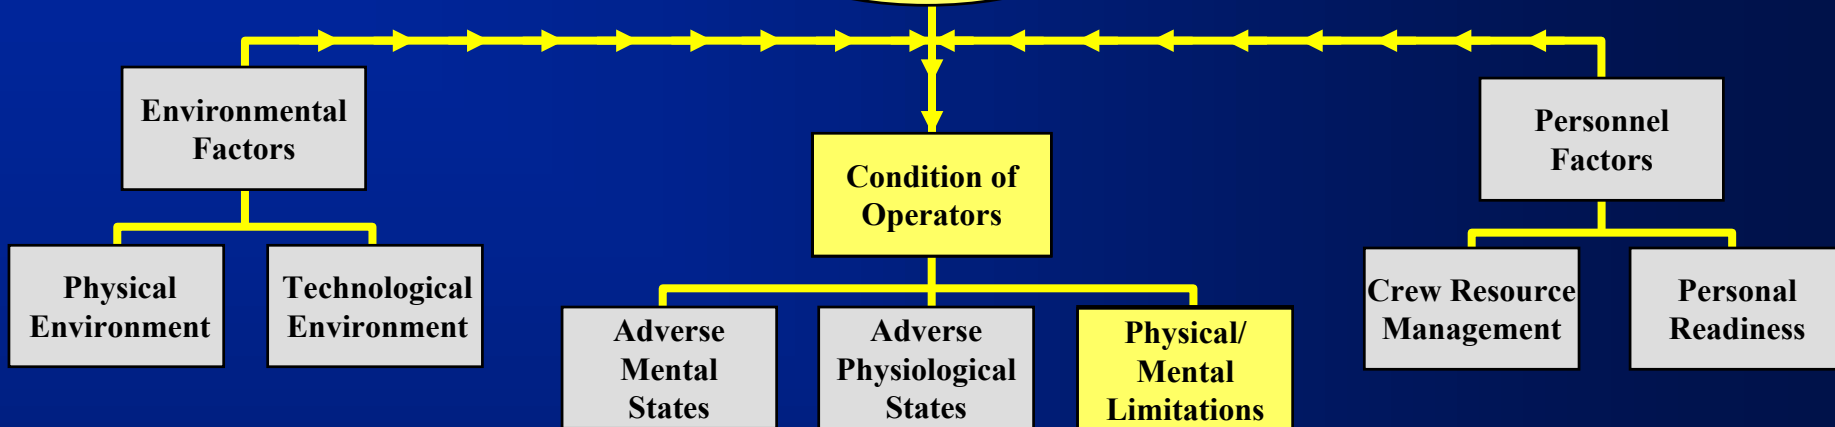 Environmental
Factors
Condition of
Operators
Personnel
Factors
Physical
Environment
Technological
Environment
Adverse
Mental
States
Adverse
Physiological
States
Physical/
Mental
Limitations
Crew Resource
Management
Personal
Readiness